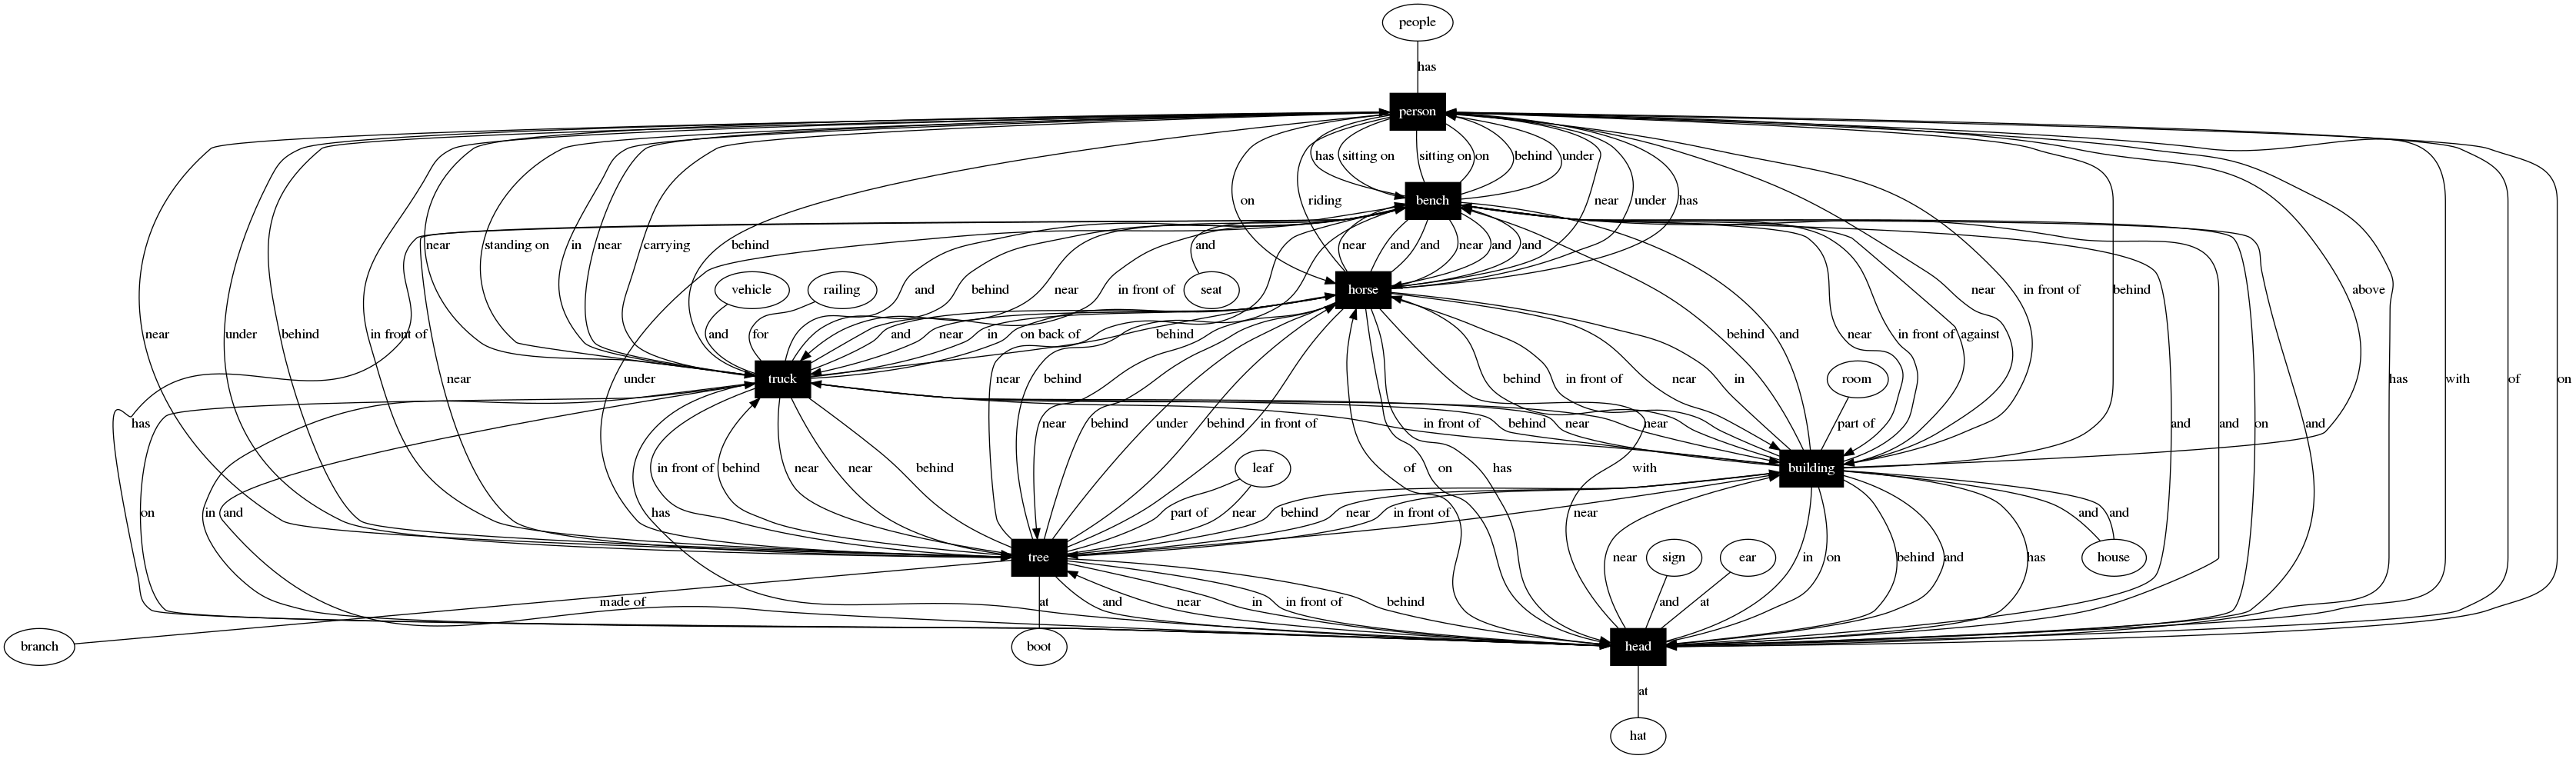 people
has
person
has sitting on sitting on on behind under
on riding bench near under has
near standing on in near carrying behind and near and and near and and near in front of against near in front of behind
vehicle railing and behind near in front of seat horse behind and above
and for and near in on back of behind near under behind in front of
truck near under near behind behind in front of near in room has with of on
has in front of behind near near behind near behind under in front of in front of behind near near part of and and on and
leaf of on has with building
on in and has part of near behind near in front of near and and
tree sign ear near in on behind and has house
made of at and near in in front of behind and at
branch boot head
at
hat